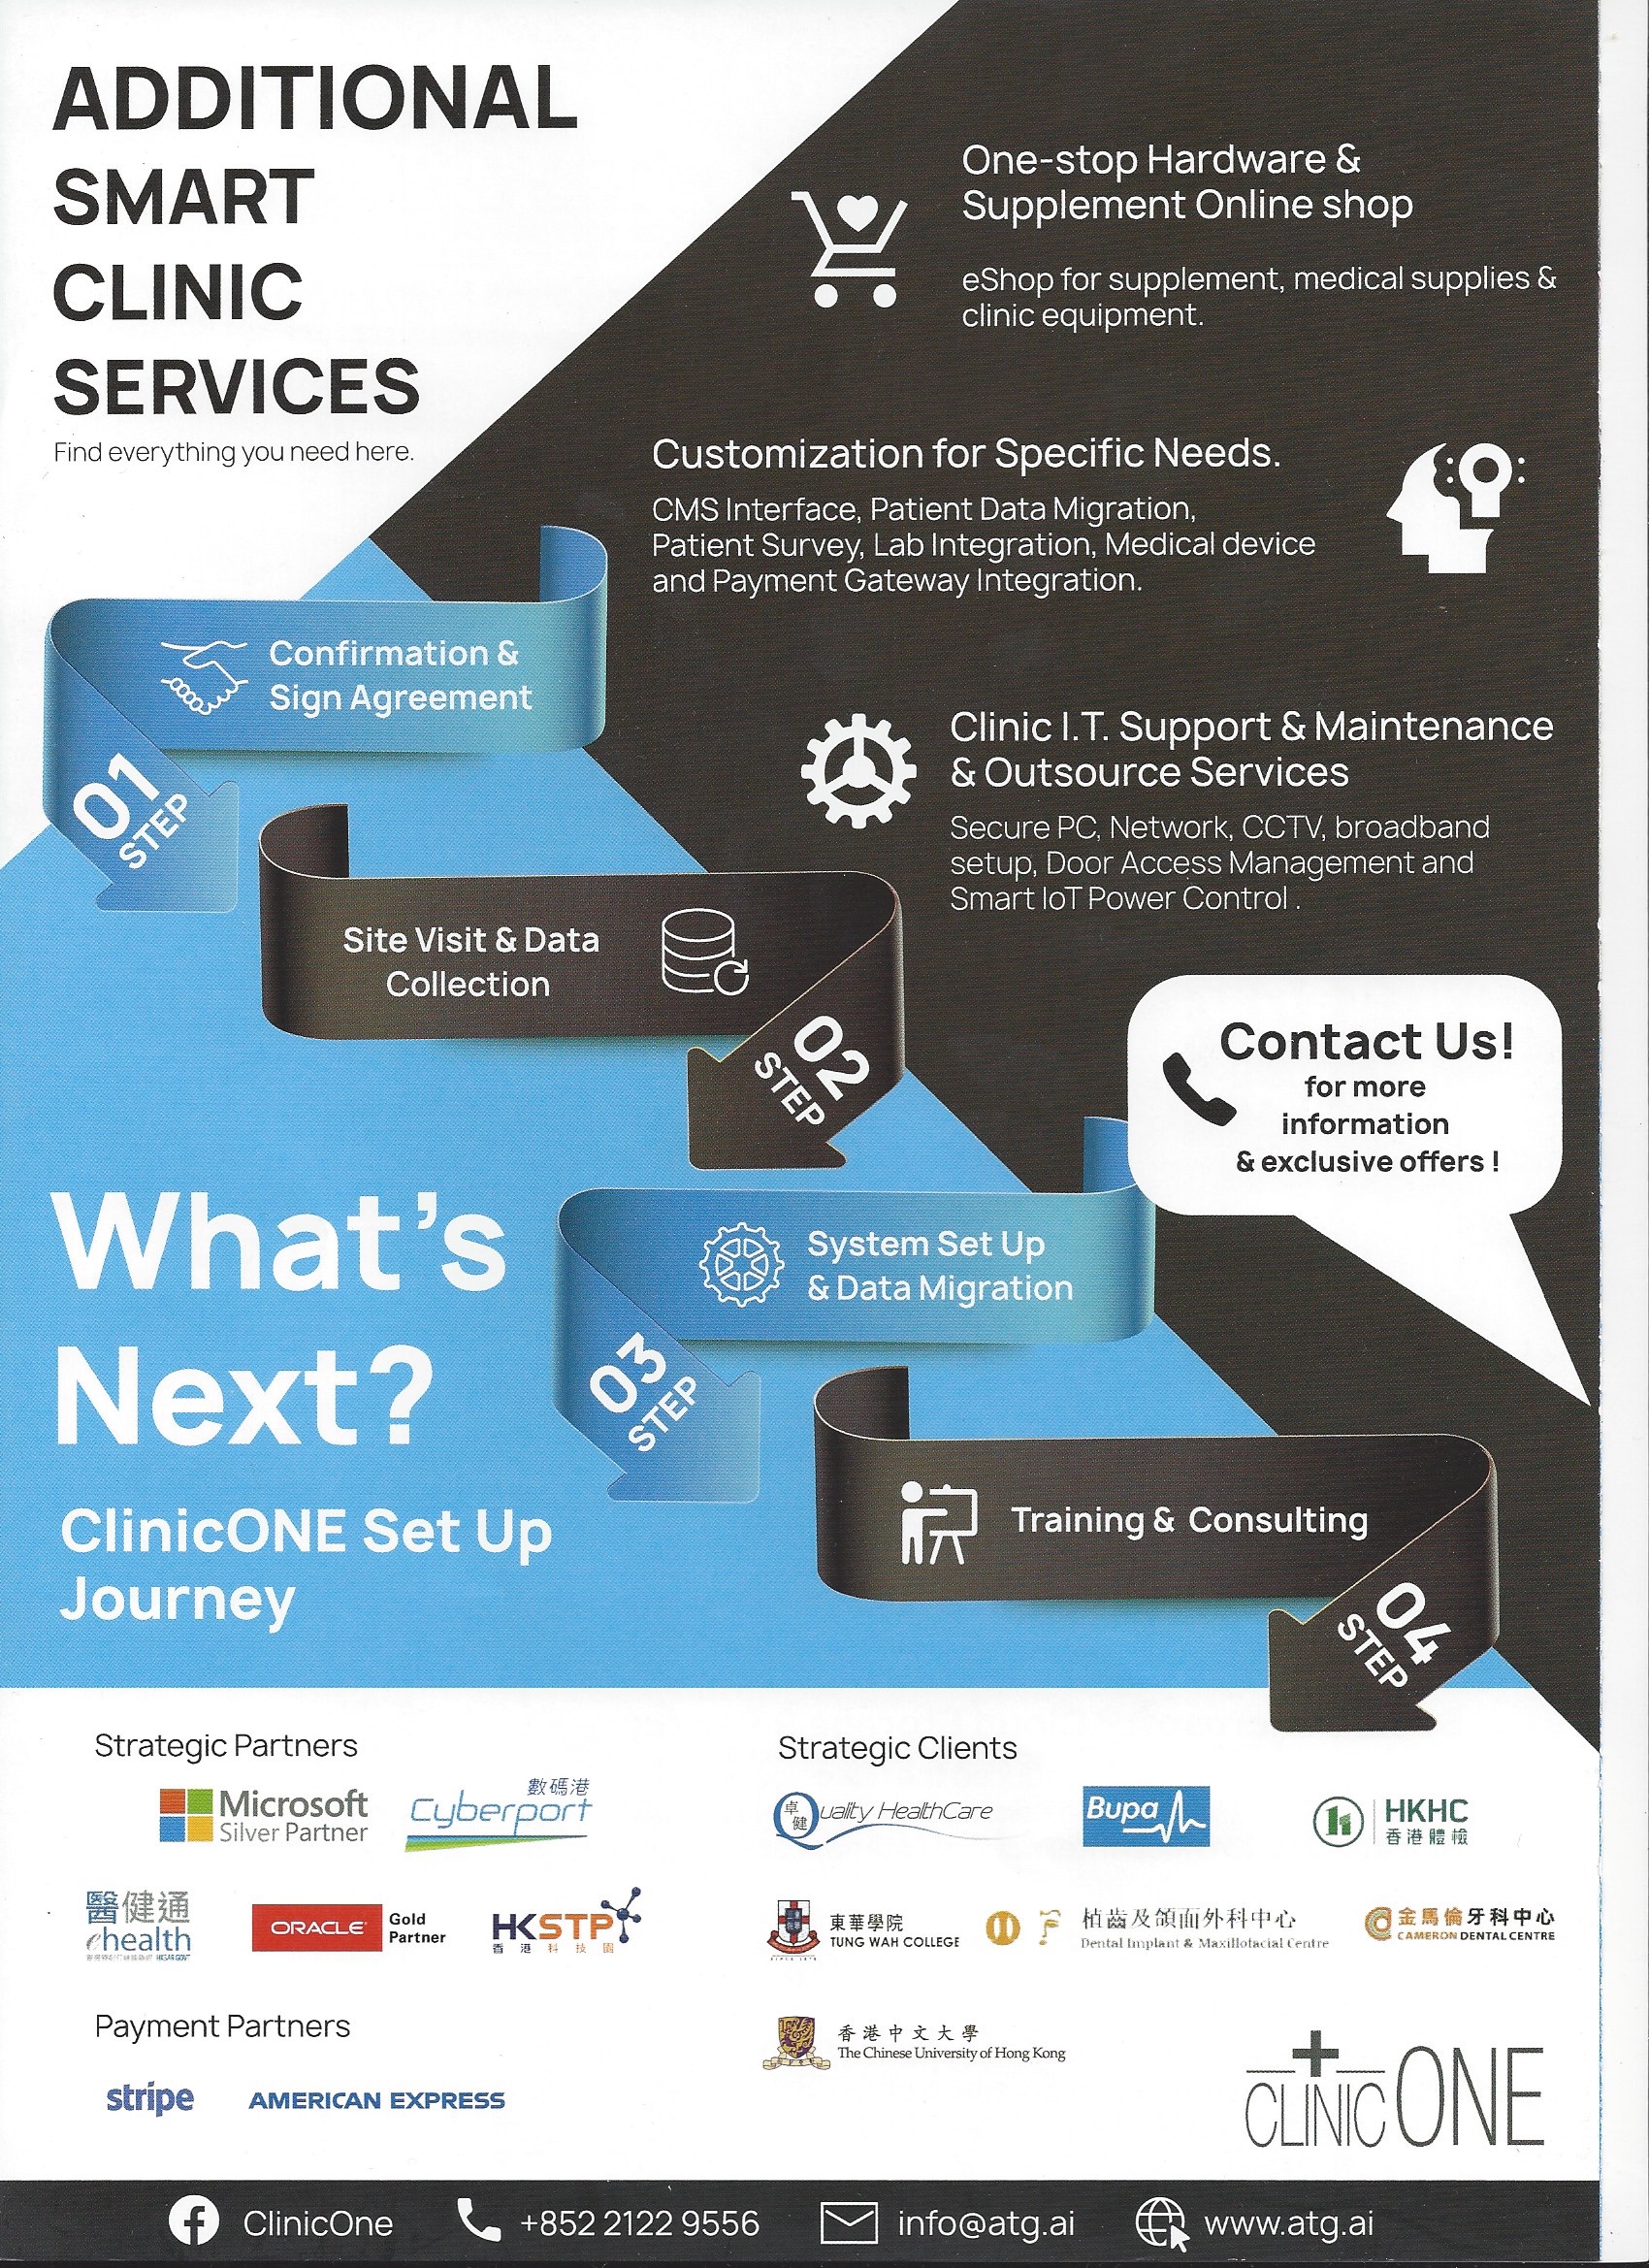 ADDITIONAL
SMART
CLINIC
SERVICES
Find everything you need here.
One-stop Hardware &
Supplement Online shop
eShop for supplement, medical supplies &
clinic equipment.
Customization for Specific Needs.
CMS Interface, Patient Data Migration,
Patient Survey, Lab Integration, Medical device
and Payment Gateway Integration.
Clinic I.T. Support & Maintenance
& Outsource Services
Secure PC, Network, CCTV, broadband
setup, Door Access Management and
Smart IoT Power Control .
Contact Us!
for more
information
& exclusive offers !
What's
Next?
ClinicONE Set Up
Journey
Confirmation &
Sign Agreement
01
STEP
Site Visit & Data
Collection
02
STEP
System Set Up
& Data Migration
03
STEP
Training & Consulting
04
STEP
Strategic Partners
Microsoft
Silver Partner
數碼港
Cyberport
醫健通
ehealth
ORACLE
Gold
Partner
HKSTP
香港科技園
Payment Partners
stripe
AMERICAN EXPRESS
Strategic Clients
卓健
Quality HealthCare
Bupa
HKHC
香港體檢
東華學院
TUNG WAH COLLEGE
植齒及頜面外科中心
Dental Implant & Maxillofacial Centre
金馬倫牙科中心
CAMERON DENTAL CENTRE
香港中文大學
The Chinese University of Hong Kong
CLINIC ONE
ClinicOne
+852 2122 9556
info@atg.ai
www.atg.ai